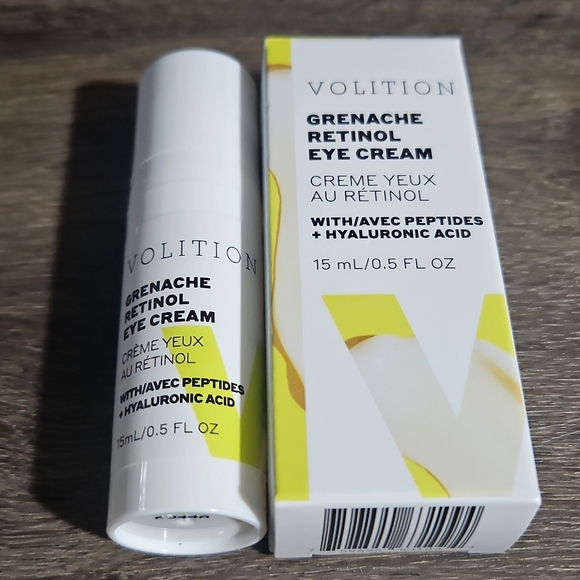 VOLITION
GRENACHE
RETINOL
EYE CREAM
CRÈME YEUX
AU RÉTINOL
WITH/AVEC PEPTIDES
+ HYALURONIC ACID
15mL/0.5 FL OZ
VOLITION
GRENACHE
RETINOL
EYE CREAM
CREME YEUX
AU RÉTINOL
WITH/AVEC PEPTIDES
+ HYALURONIC ACID
15 mL/0.5 FL OZ